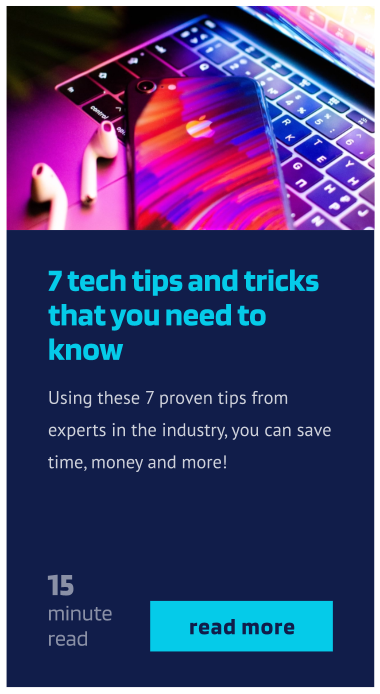 7 tech tips and tricks
that you need to
know
Using these 7 proven tips from
experts in the industry, you can save
time, money and more!
15
minute
read
read more